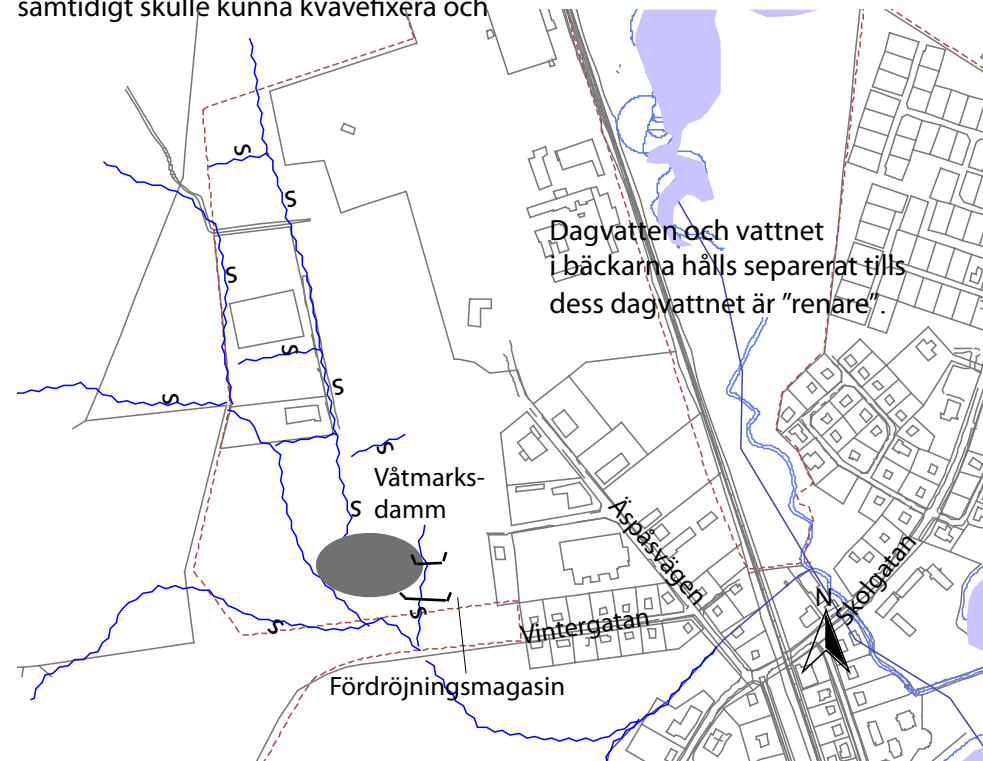 samtidigt skulle kunna kvävefixera och
S
S
Dagvatten och vattnet
i bäckarna hålls separerat tills
dess dagvattnet är ”renare”.
S
S
S
S
S
Våtmarks-
damm
S
Äspåsvägen
Skolgatan
N
S
S
Vintergatan
Fördröjningsmagasin